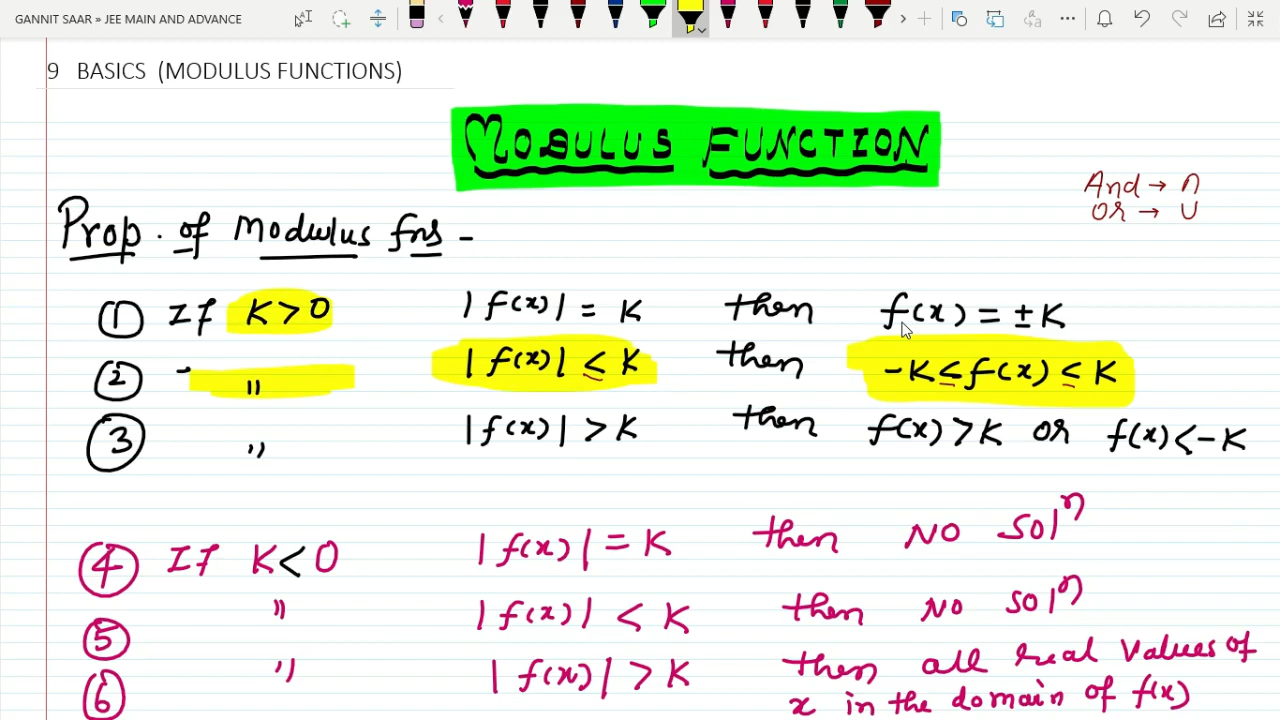 GANNIT SAAR » JEE MAIN AND ADVANCE
9 BASICS (MODULUS FUNCTIONS)
MODULUS FUNCTION
And → ∩
Or → ∪
Prop. of Modulus fns -
① If K > 0 |f(x)| = K then f(x) = ± K
② " |f(x)| ≤ K then -K ≤ f(x) ≤ K
③ " |f(x)| > K then f(x) > K or f(x) < -K
④ If K < 0 |f(x)| = K then NO solⁿ
⑤ " |f(x)| < K then NO solⁿ
⑥ " |f(x)| > K then all real values of
x in the domain of f(x)